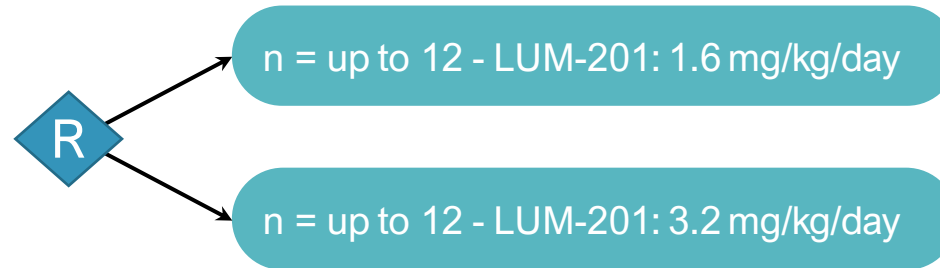 n = up to 12 - LUM-201: 1.6 mg/kg/day
R
n = up to 12 - LUM-201: 3.2 mg/kg/day